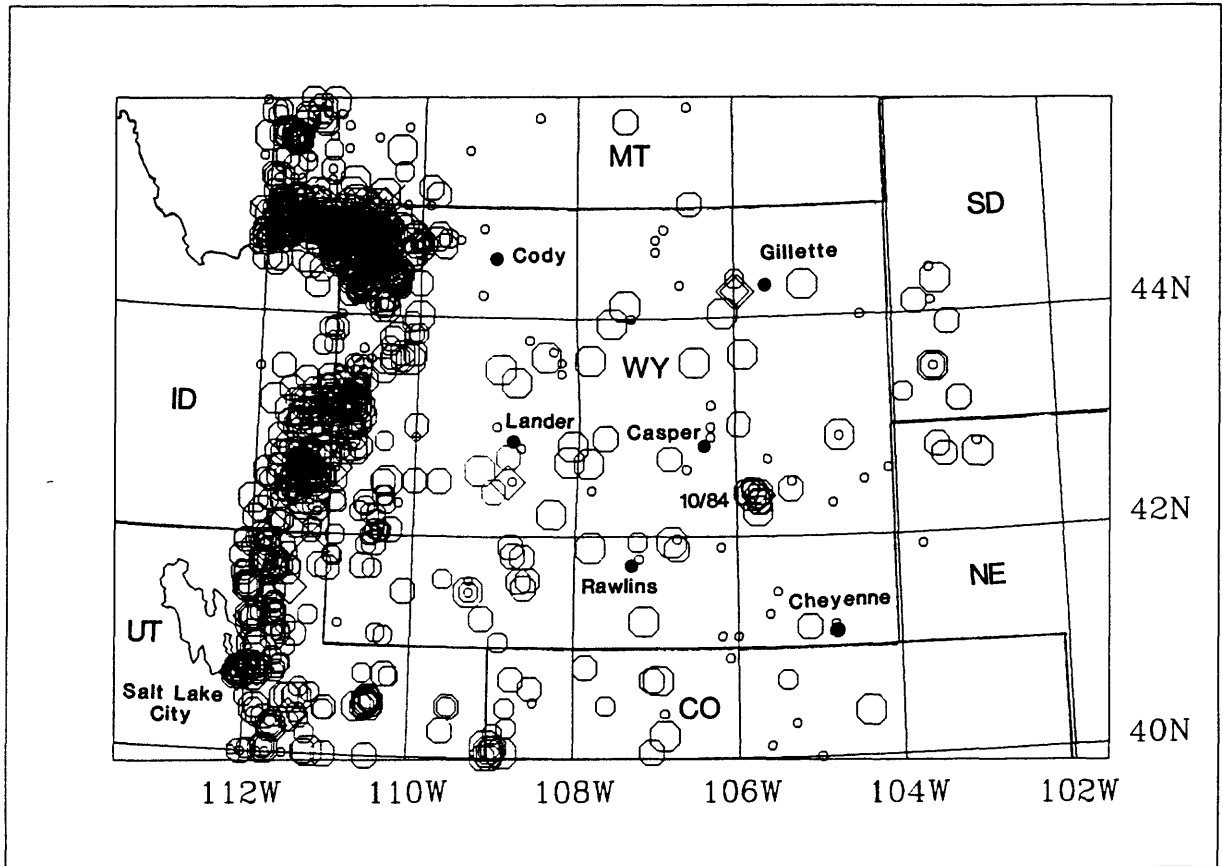 MT
SD
Cody
Gillette
44N
WY
ID
Lander
Casper
10/84
42N
Rawlins
NE
Cheyenne
UT
Salt Lake
City
CO
40N
112W 110W 108W 106W 104W 102W